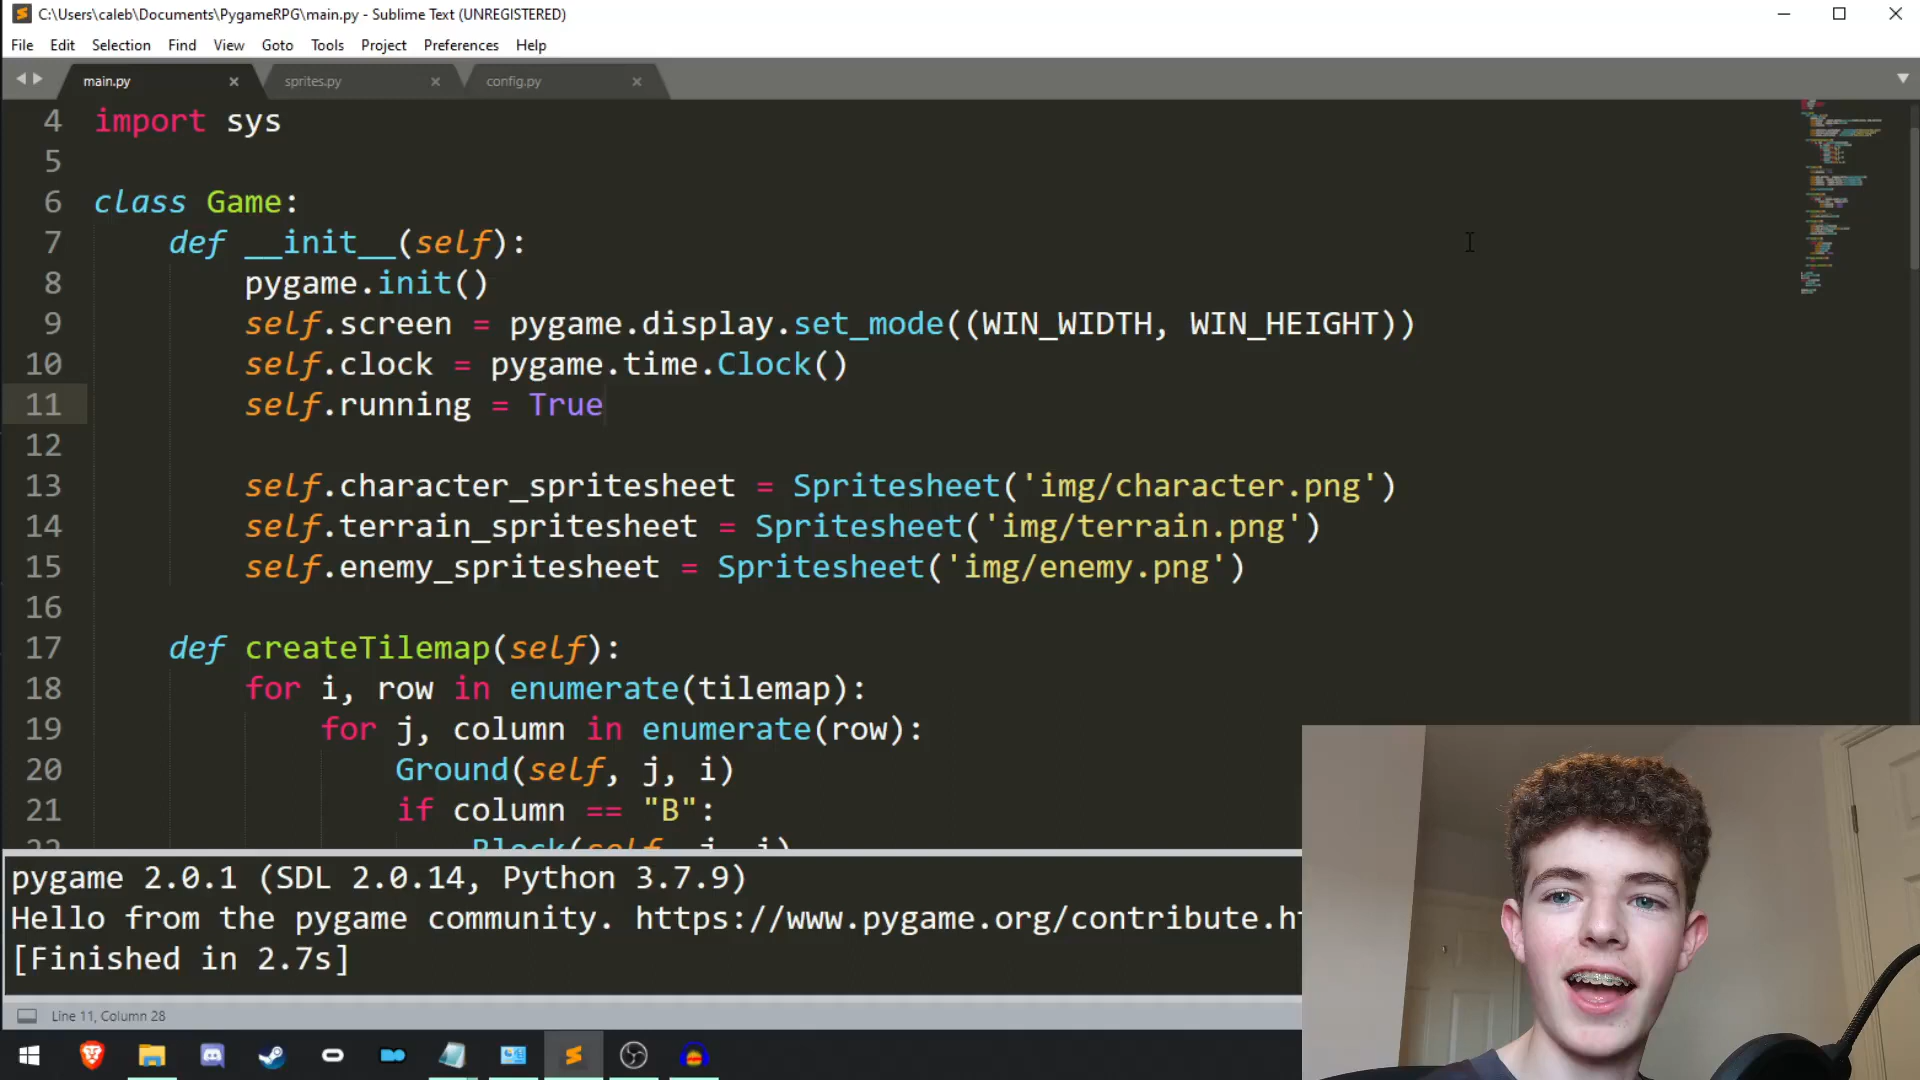 C:\Users\caleb\Documents\PygameRPG\main.py - Sublime Text (UNREGISTERED)
File Edit Selection Find View Goto Tools Project Preferences Help
main.py sprites.py config.py
4 import sys
5
6 class Game:
7 def __init__(self):
8 pygame.init()
9 self.screen = pygame.display.set_mode((WIN_WIDTH, WIN_HEIGHT))
10 self.clock = pygame.time.Clock()
11 self.running = True
12
13 self.character_spritesheet = Spritesheet('img/character.png')
14 self.terrain_spritesheet = Spritesheet('img/terrain.png')
15 self.enemy_spritesheet = Spritesheet('img/enemy.png')
16
17 def createTilemap(self):
18 for i, row in enumerate(tilemap):
19 for j, column in enumerate(row):
20 Ground(self, j, i)
21 if column == "B":
22 Block(self, j, i)
pygame 2.0.1 (SDL 2.0.14, Python 3.7.9)
Hello from the pygame community. https://www.pygame.org/contribute.ht
[Finished in 2.7s]
Line 11, Column 28